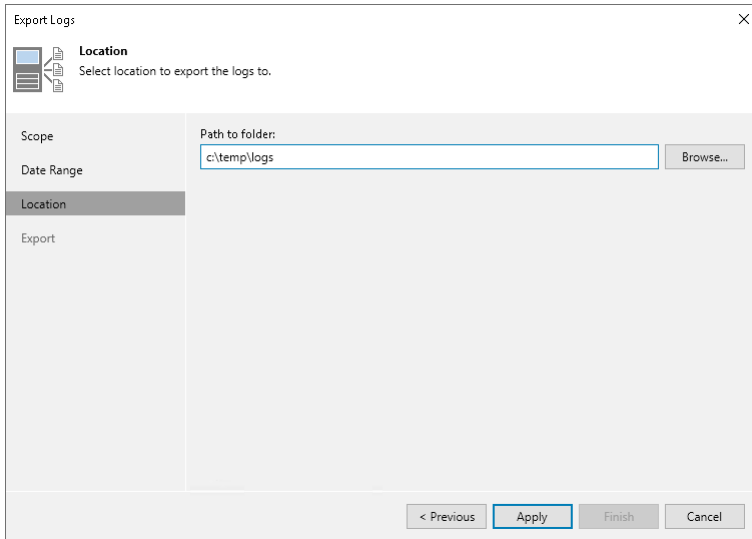 Export Logs
Location
Select location to export the logs to.
Scope
Date Range
Location
Export
Path to folder:
c:\temp\logs
Browse...
< Previous
Apply
Finish
Cancel